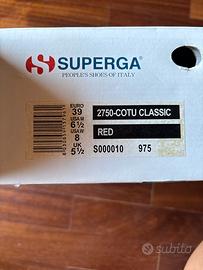 SUPERGA®
PEOPLE'S SHOES OF ITALY
EURO
39
USA M
6½
USA W
8
UK
5½
2750-COTU CLASSIC
RED
S000010 975
subito